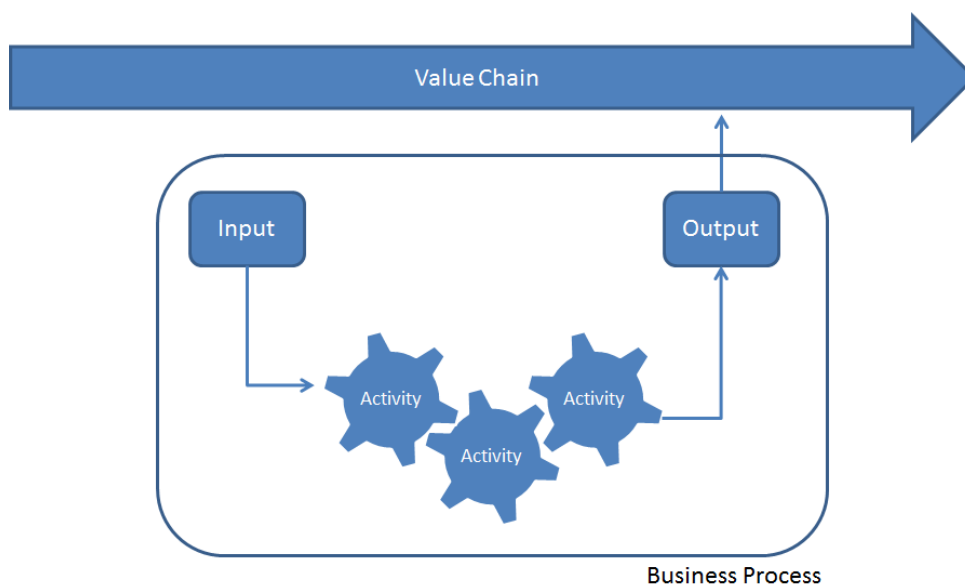 Value Chain
Input
Output
Activity
Activity
Activity
Business Process